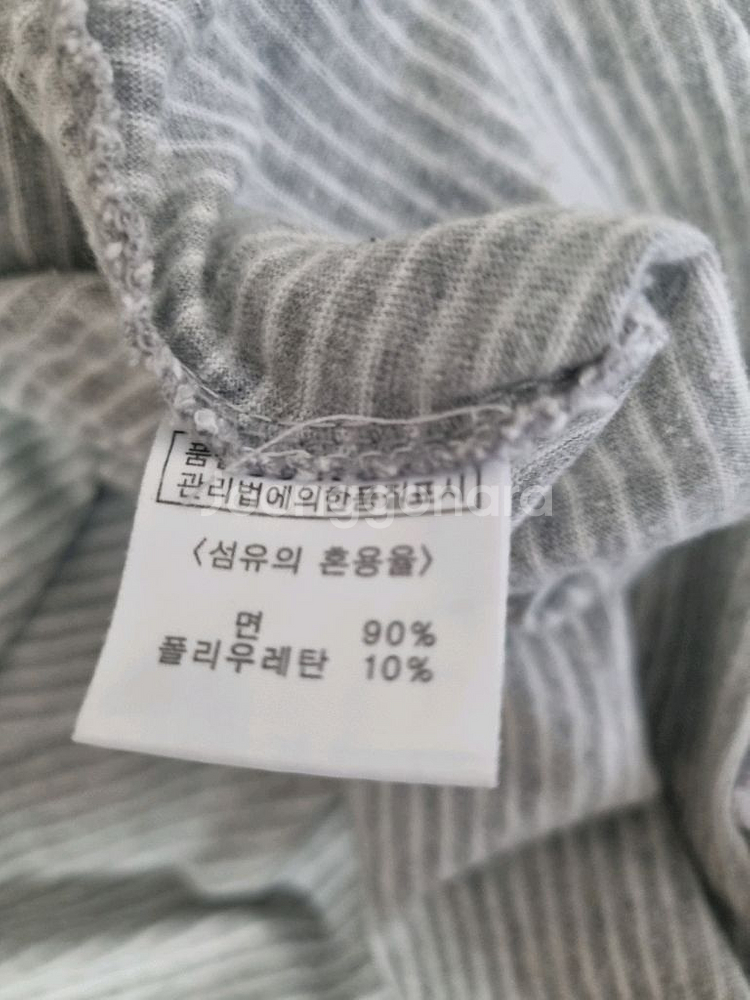 관리법에의한품질표시
<섬유의 혼용율>
면 90%
폴리우레탄 10%